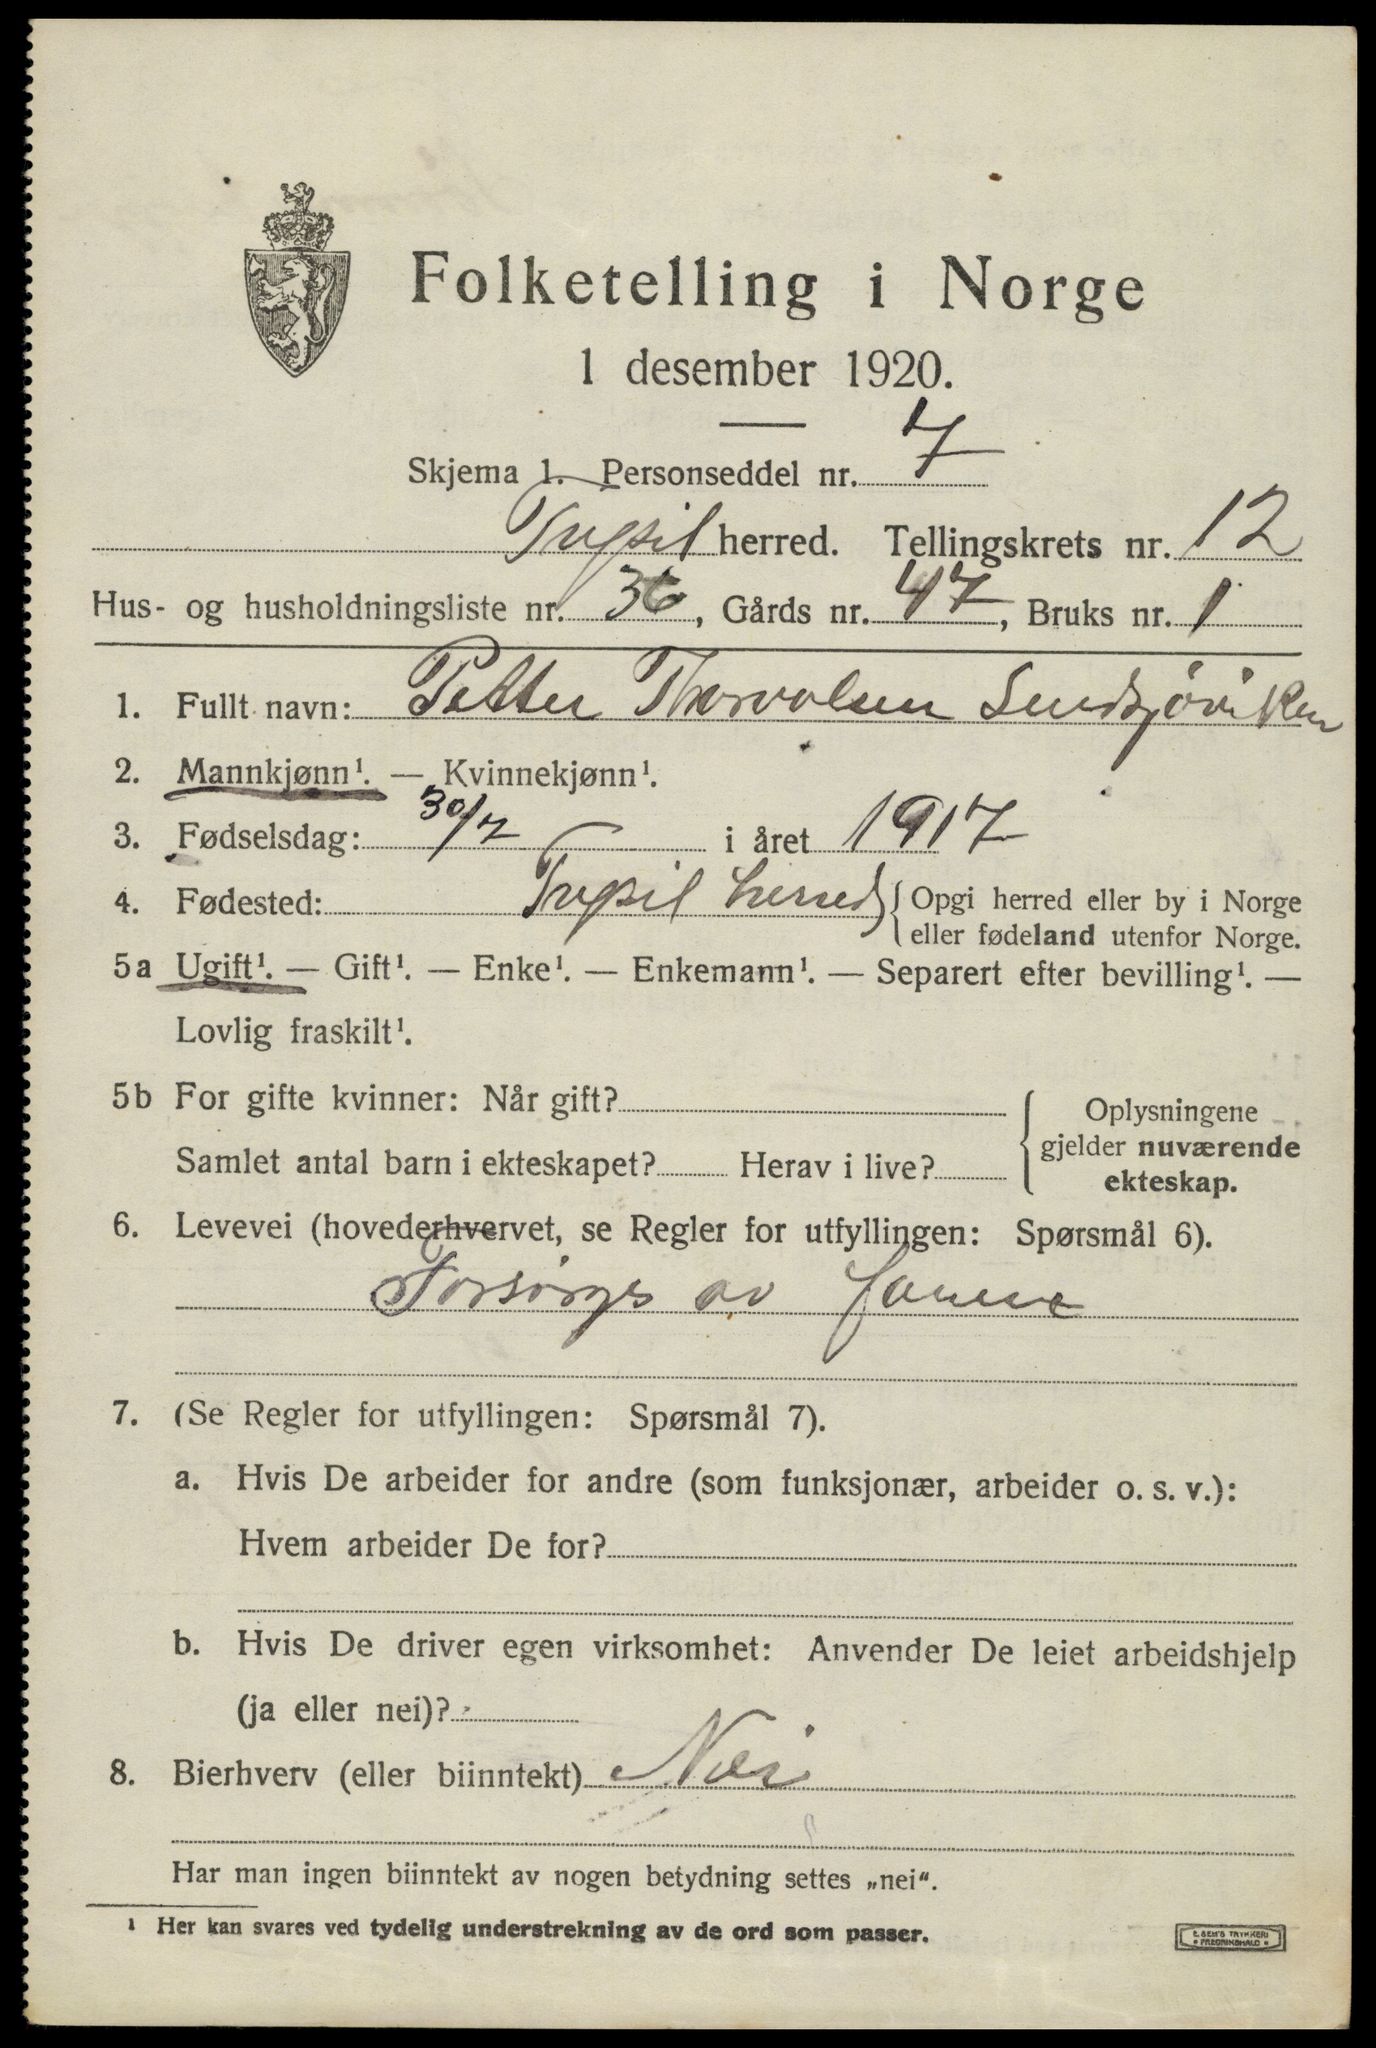 Folketelling i Norge
1 desember 1920.
Skjema 1. Personseddel nr. 7
Trysil herred. Tellingskrets nr. 12
Hus- og husholdningsliste nr. 36, Gårds nr. 47, Bruks nr. 1
1. Fullt navn: Petter Thorvalsen
2. Mannkjønn¹. — Kvinnekjønn¹.
3. Fødselsdag: 30/7 i året 1917
4. Fødested: Trysil herred { Opgi herred eller by i Norge
eller fødeland utenfor Norge.
5a Ugift¹. — Gift¹. — Enke¹. — Enkemann¹. — Separert efter bevilling¹. —
Lovlig fraskilt¹.
5b For gifte kvinner: Når gift?
Samlet antal barn i ekteskapet? Herav i live?
Oplysningene
gjelder nuværende
ekteskap.
6. Levevei (hovederhvervet, se Regler for utfyllingen: Spørsmål 6).
Forsørges av
7. (Se Regler for utfyllingen: Spørsmål 7).
a. Hvis De arbeider for andre (som funksjonær, arbeider o. s. v.):
Hvem arbeider De for?
b. Hvis De driver egen virksomhet: Anvender De leiet arbeidshjelp
(ja eller nei)?
8. Bierhverv (eller biinntekt) Nei
Har man ingen biinntekt av nogen betydning settes „nei“.
¹ Her kan svares ved tydelig understrekning av de ord som passer.
E. SEM'S TRYKKERI
• FREDRIKSHALD •